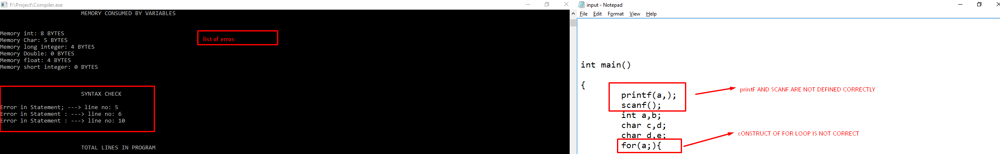 F:\Project\Compiler.exe
MEMORY CONSUMED BY VARIABLES
Memory int: 8 BYTES
Memory Char: 5 BYTES
Memory long integer: 4 BYTES
Memory Double: 0 BYTES
Memory float: 4 BYTES
Memory short integer: 0 BYTES
list of erros
SYNTAX CHECK
Error in Statement; ---> line no: 5
Error in Statement : ---> line no: 6
Error in Statement : ---> line no: 10
TOTAL LINES IN PROGRAM
input - Notepad
File Edit Format View Help
int main()
{
printf(a,);
scanf();
int a,b;
char c,d;
char d,e;
for(a;){
printF AND SCANF ARE NOT DEFINED CORRECTLY
cONSTRUCT OF FOR LOOP IS NOT CORRECT